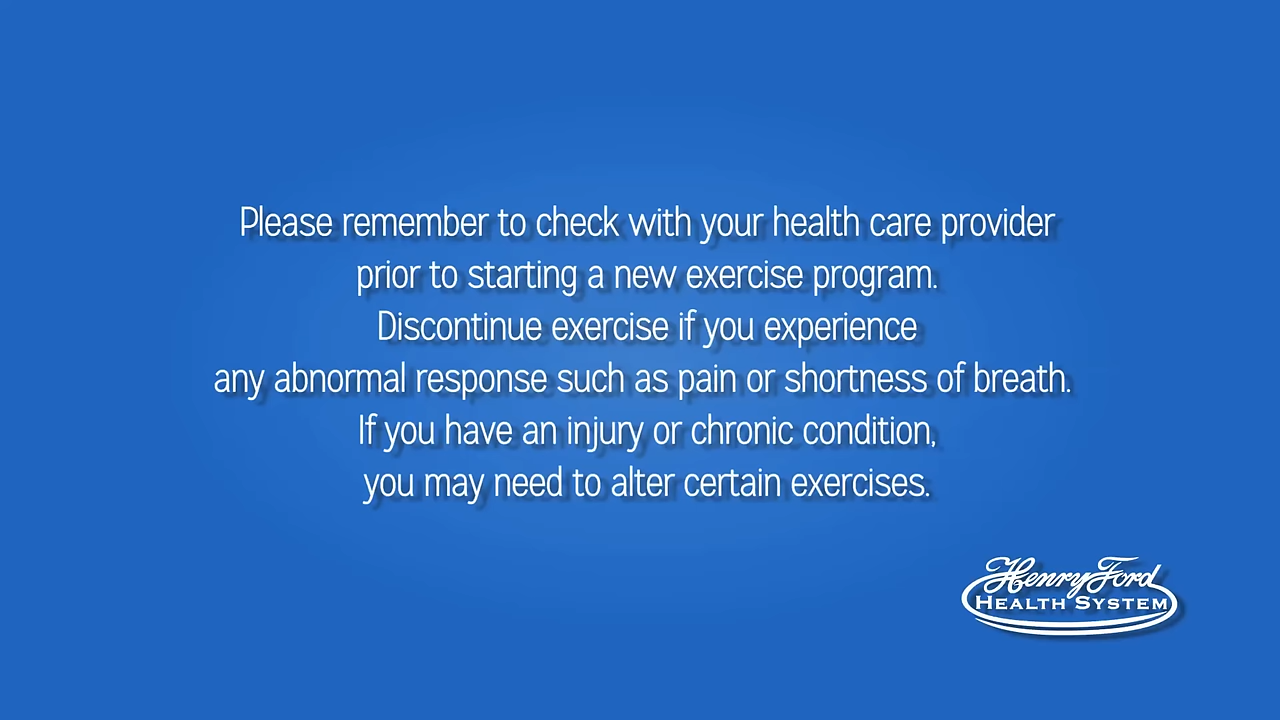 Please remember to check with your health care provider
prior to starting a new exercise program.
Discontinue exercise if you experience
any abnormal response such as pain or shortness of breath.
If you have an injury or chronic condition,
you may need to alter certain exercises.
Henry Ford
HEALTH SYSTEM